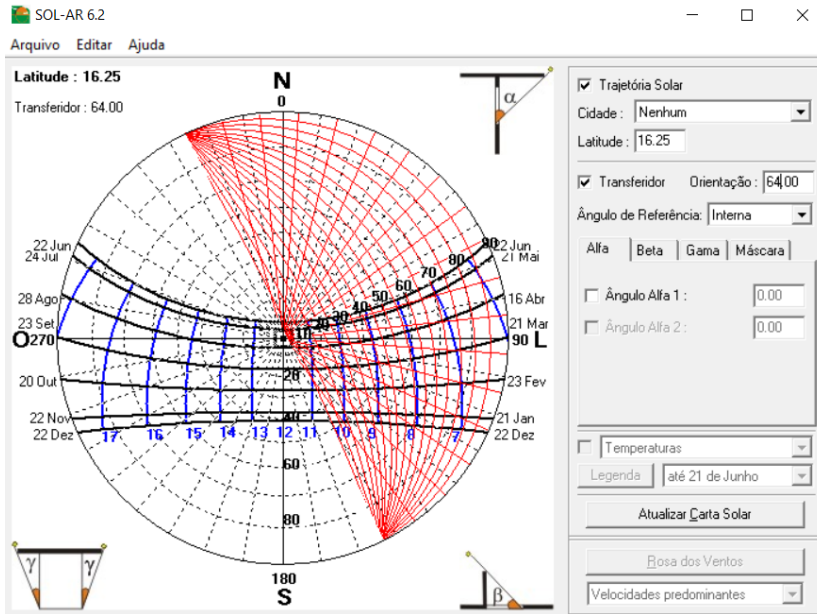 SOL-AR 6.2
Arquivo Editar Ajuda
Latitude : 16.25
Transferidor : 64.00
N
0
α
22 Jun
24 Jul
28 Ago
23 Set
O 270
20 Out
22 Nov
22 Dez
22 Jun
21 Mai
16 Abr
21 Mar
90 L
23 Fev
21 Jan
22 Dez
10 20 30 40 50 60 70 80 90
20
40
60
80
17 16 15 14 13 12 11 10 9 8 7
180
S
γ γ
β
Trajetória Solar
Cidade : Nenhum
Latitude : 16.25
Transferidor Orientação : 64.00
Ângulo de Referência: Interna
Alfa Beta Gama Máscara
Ângulo Alfa 1 : 0.00
Ângulo Alfa 2 : 0.00
Temperaturas
Legenda até 21 de Junho
Atualizar Carta Solar
Rosa dos Ventos
Velocidades predominantes